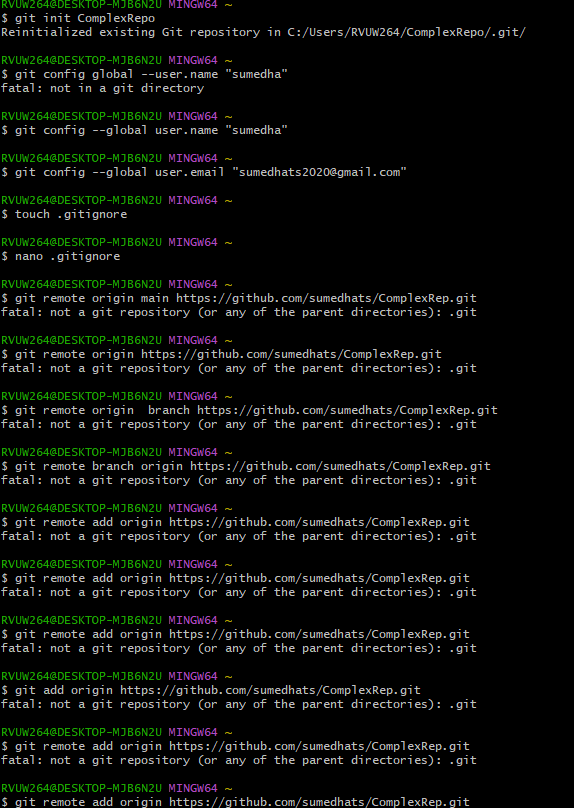 RVUW264@DESKTOP-MJB6N2U MINGW64 ~
$ git init ComplexRepo
Reinitialized existing Git repository in C:/Users/RVUW264/ComplexRepo/.git/
RVUW264@DESKTOP-MJB6N2U MINGW64 ~
$ git config global --user.name "sumedha"
fatal: not in a git directory
RVUW264@DESKTOP-MJB6N2U MINGW64 ~
$ git config --global user.name "sumedha"
RVUW264@DESKTOP-MJB6N2U MINGW64 ~
$ git config --global user.email "sumedhats2020@gmail.com"
RVUW264@DESKTOP-MJB6N2U MINGW64 ~
$ touch .gitignore
RVUW264@DESKTOP-MJB6N2U MINGW64 ~
$ nano .gitignore
RVUW264@DESKTOP-MJB6N2U MINGW64 ~
$ git remote origin main https://github.com/sumedhats/ComplexRep.git
fatal: not a git repository (or any of the parent directories): .git
RVUW264@DESKTOP-MJB6N2U MINGW64 ~
$ git remote origin https://github.com/sumedhats/ComplexRep.git
fatal: not a git repository (or any of the parent directories): .git
RVUW264@DESKTOP-MJB6N2U MINGW64 ~
$ git remote origin  branch https://github.com/sumedhats/ComplexRep.git
fatal: not a git repository (or any of the parent directories): .git
RVUW264@DESKTOP-MJB6N2U MINGW64 ~
$ git remote branch origin https://github.com/sumedhats/ComplexRep.git
fatal: not a git repository (or any of the parent directories): .git
RVUW264@DESKTOP-MJB6N2U MINGW64 ~
$ git remote add origin https://github.com/sumedhats/ComplexRep.git
fatal: not a git repository (or any of the parent directories): .git
RVUW264@DESKTOP-MJB6N2U MINGW64 ~
$ git remote add origin https://github.com/sumedhats/ComplexRep.git
fatal: not a git repository (or any of the parent directories): .git
RVUW264@DESKTOP-MJB6N2U MINGW64 ~
$ git remote add origin https://github.com/sumedhats/ComplexRep.git
fatal: not a git repository (or any of the parent directories): .git
RVUW264@DESKTOP-MJB6N2U MINGW64 ~
$ git add origin https://github.com/sumedhats/ComplexRep.git
fatal: not a git repository (or any of the parent directories): .git
RVUW264@DESKTOP-MJB6N2U MINGW64 ~
$ git remote add origin https://github.com/sumedhats/ComplexRep.git
fatal: not a git repository (or any of the parent directories): .git
RVUW264@DESKTOP-MJB6N2U MINGW64 ~
$ git remote add origin https://github.com/sumedhats/ComplexRep.git